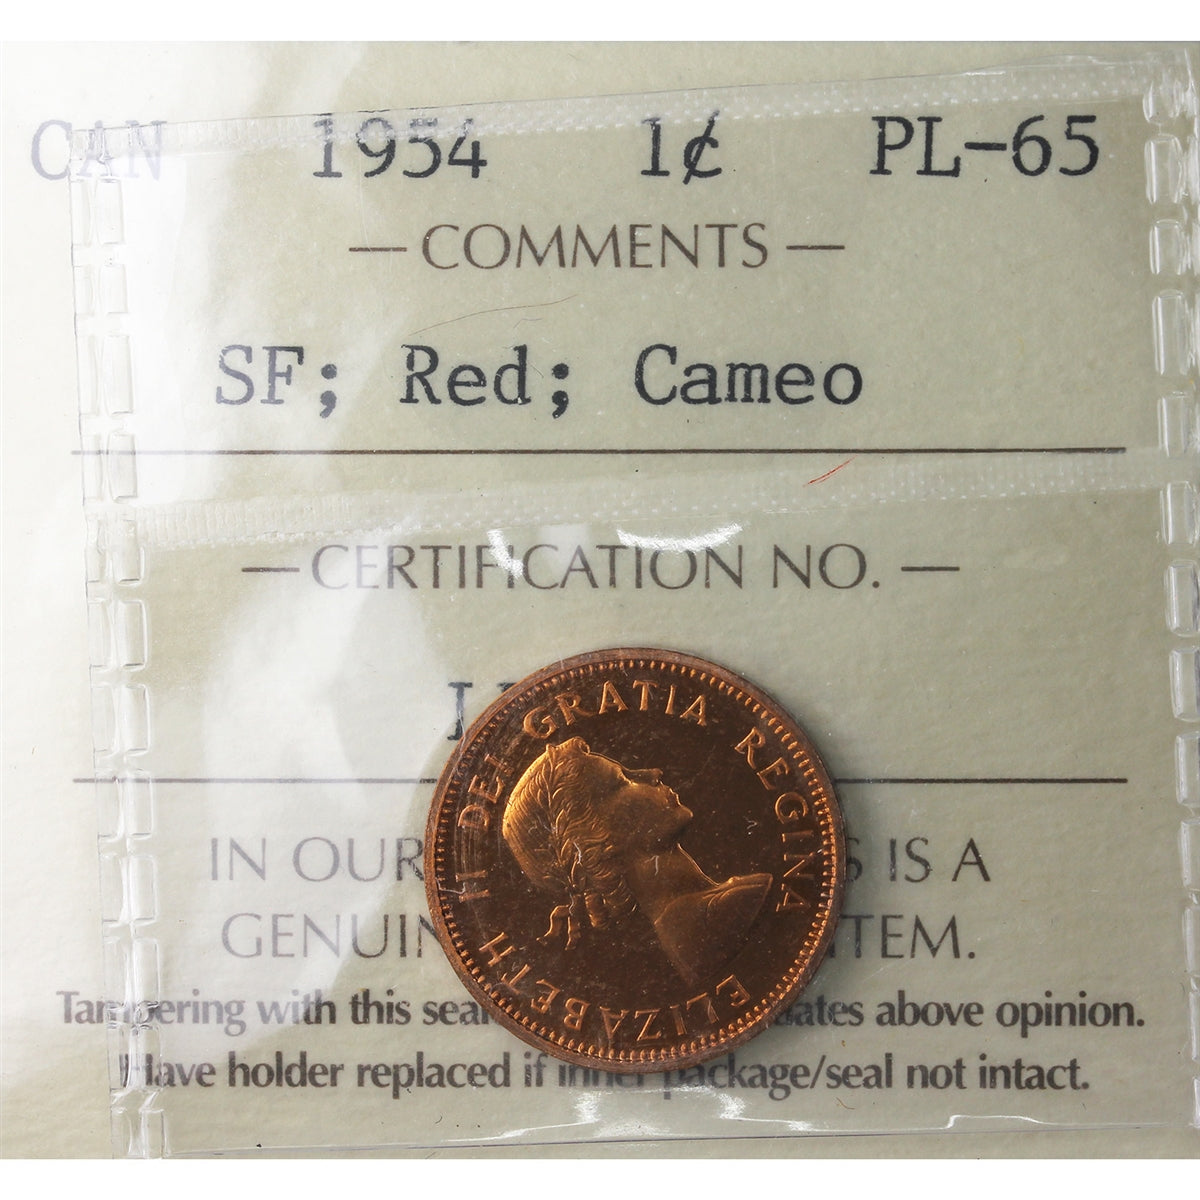 CAN 1954 1¢ PL-65
— COMMENTS —
SF; Red; Cameo
— CERTIFICATION NO. —
IN OUR IS A
GENUIN TEM.
Tampering with this seal ates above opinion.
Have holder replaced if inner package/seal not intact.
ELIZABETH II DEI GRATIA REGINA